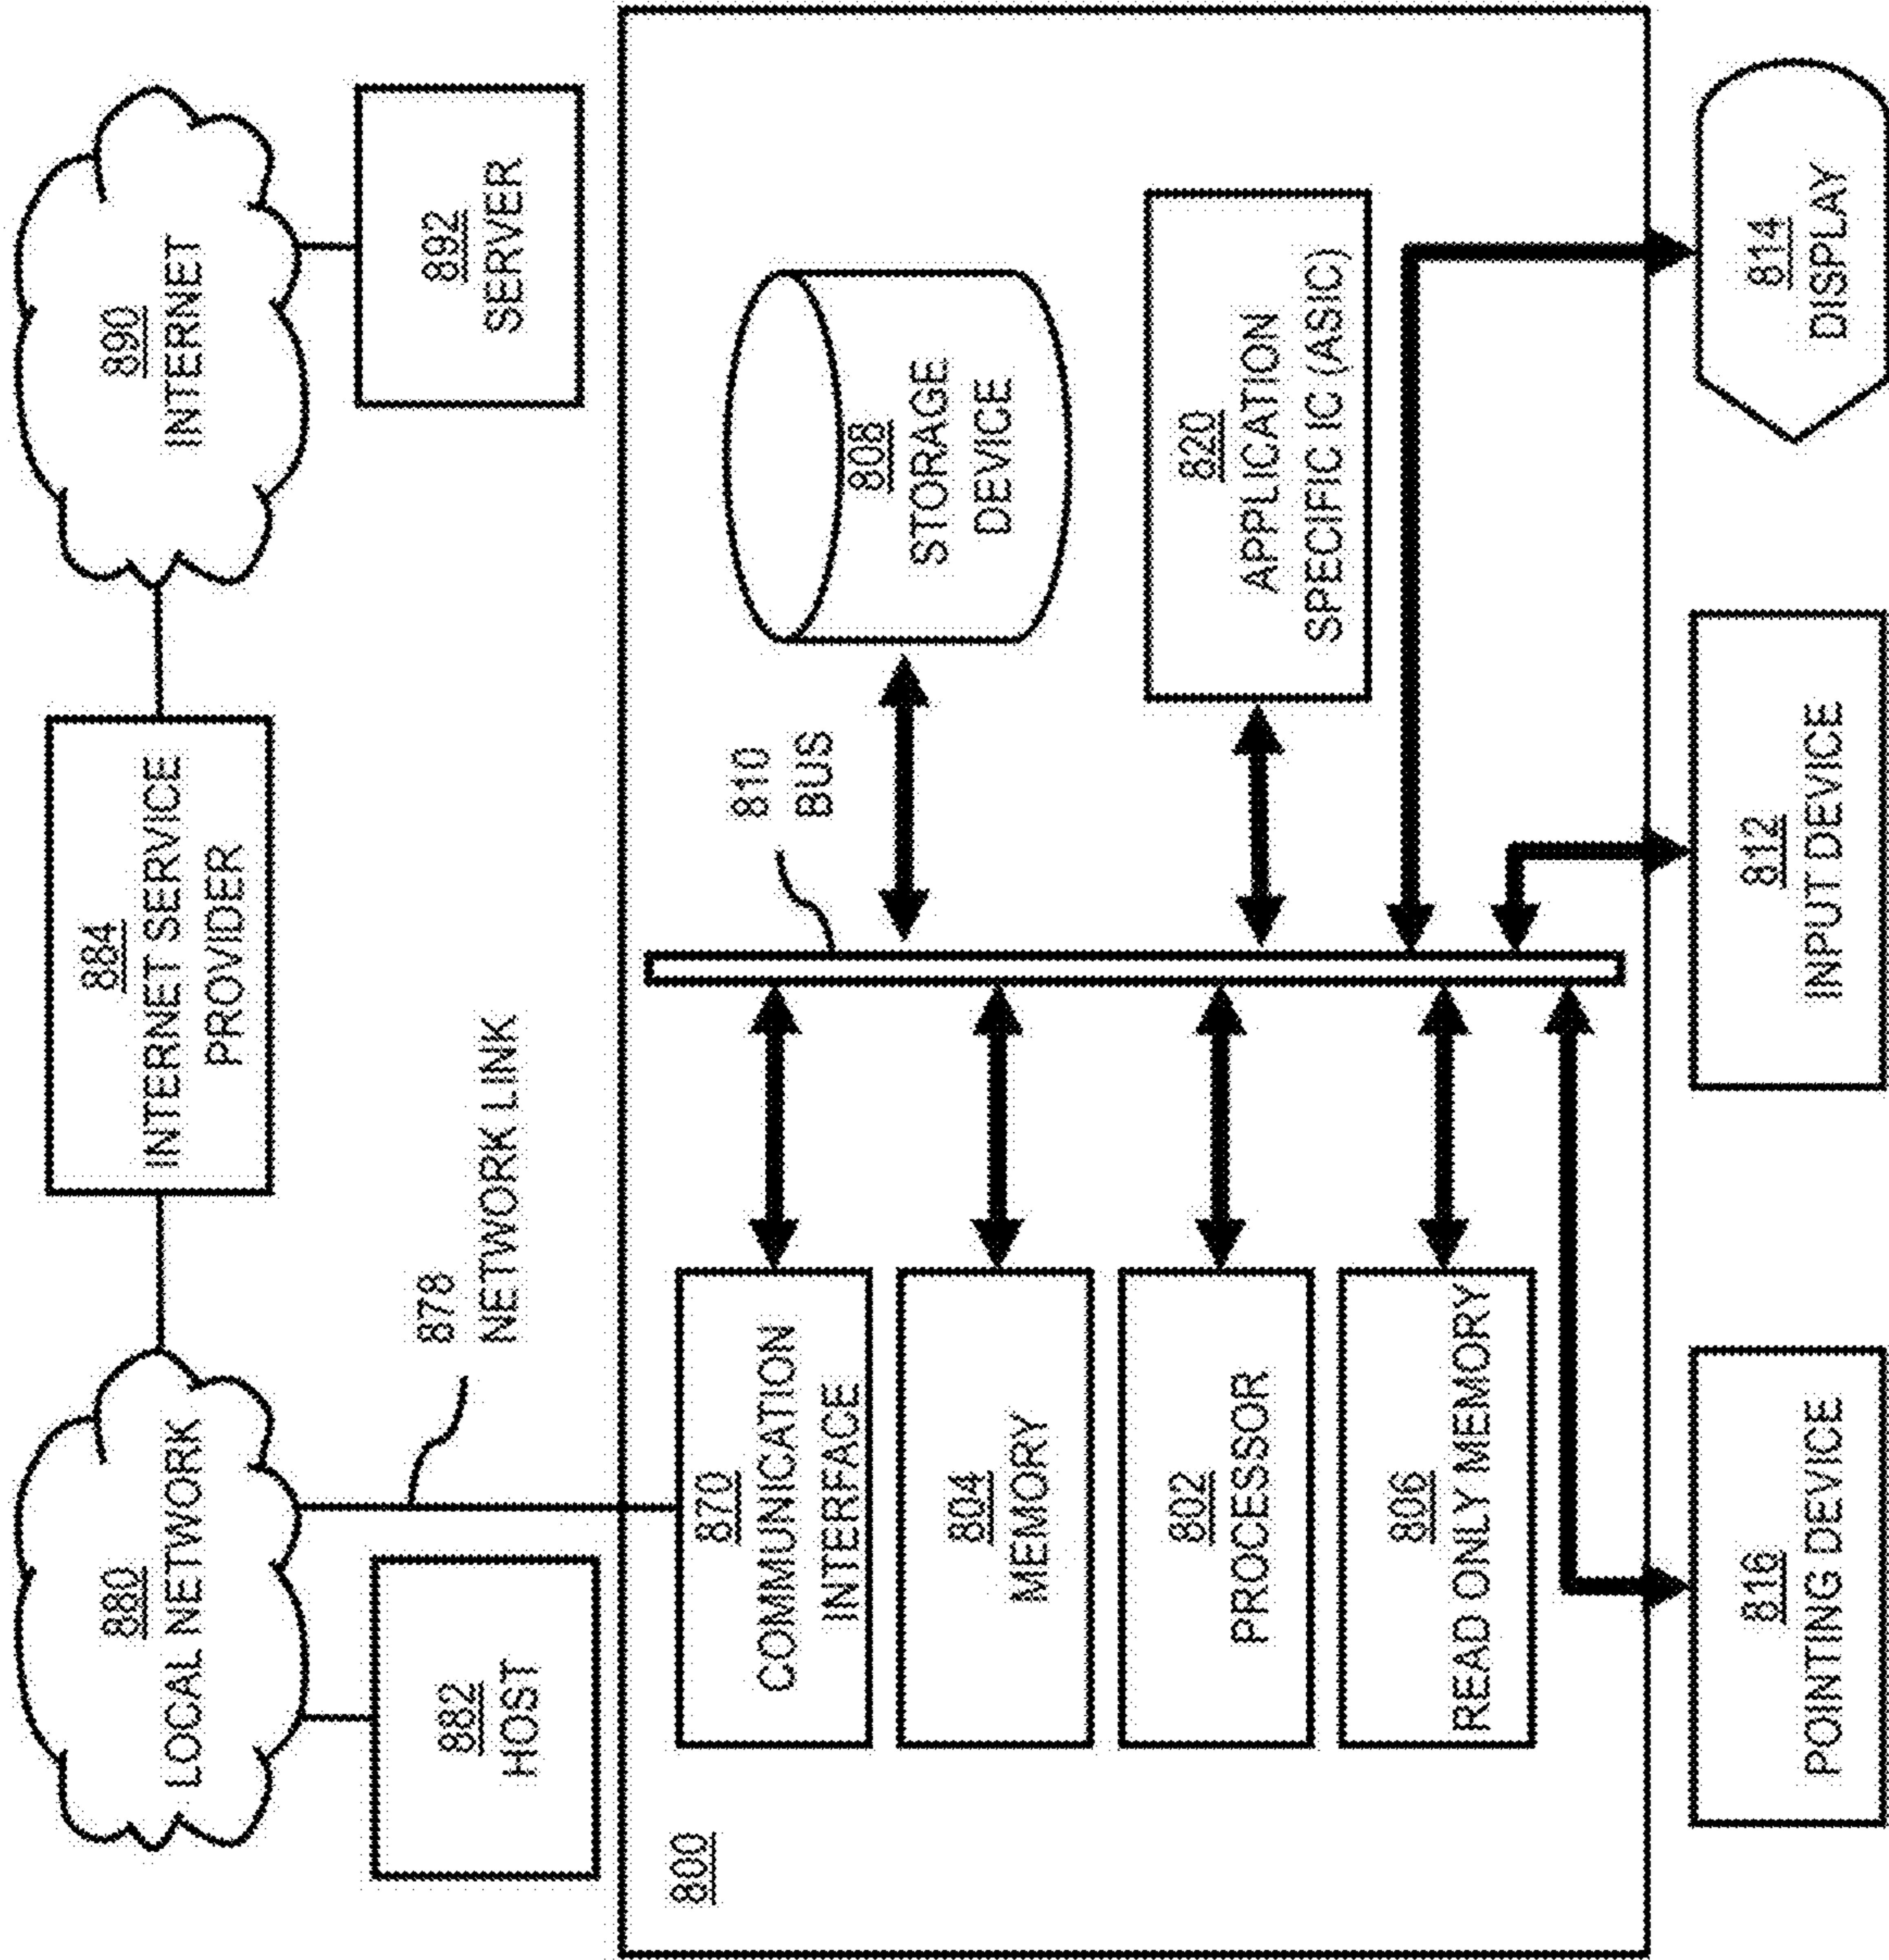 880
LOCAL NETWORK
884
INTERNET SERVICE
PROVIDER
890
INTERNET
882
HOST
878
NETWORK LINK
892
SERVER
800
870
COMMUNICATION
INTERFACE
810
BUS
808
STORAGE
DEVICE
804
MEMORY
802
PROCESSOR
820
APPLICATION
SPECIFIC IC (ASIC)
806
READ ONLY MEMORY
816
POINTING DEVICE
812
INPUT DEVICE
814
DISPLAY